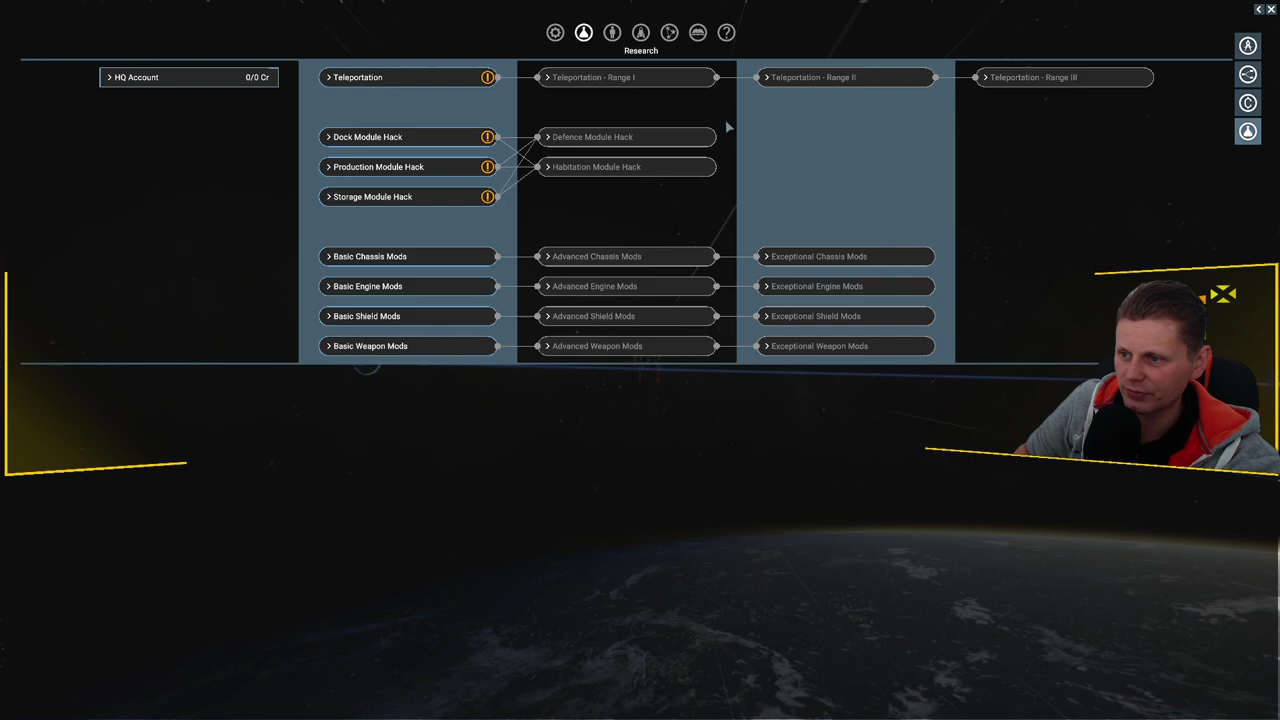 Research
HQ Account 0/0 Cr
Teleportation
Teleportation - Range I
Teleportation - Range II
Teleportation - Range III
Dock Module Hack
Defence Module Hack
Production Module Hack
Habitation Module Hack
Storage Module Hack
Basic Chassis Mods
Advanced Chassis Mods
Exceptional Chassis Mods
Basic Engine Mods
Advanced Engine Mods
Exceptional Engine Mods
Basic Shield Mods
Advanced Shield Mods
Exceptional Shield Mods
Basic Weapon Mods
Advanced Weapon Mods
Exceptional Weapon Mods